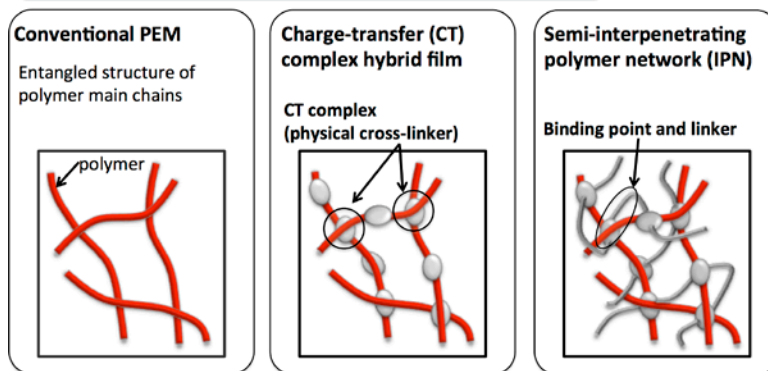 Conventional PEM
Entangled structure of
polymer main chains
polymer
Charge-transfer (CT)
complex hybrid film
CT complex
(physical cross-linker)
Semi-interpenetrating
polymer network (IPN)
Binding point and linker